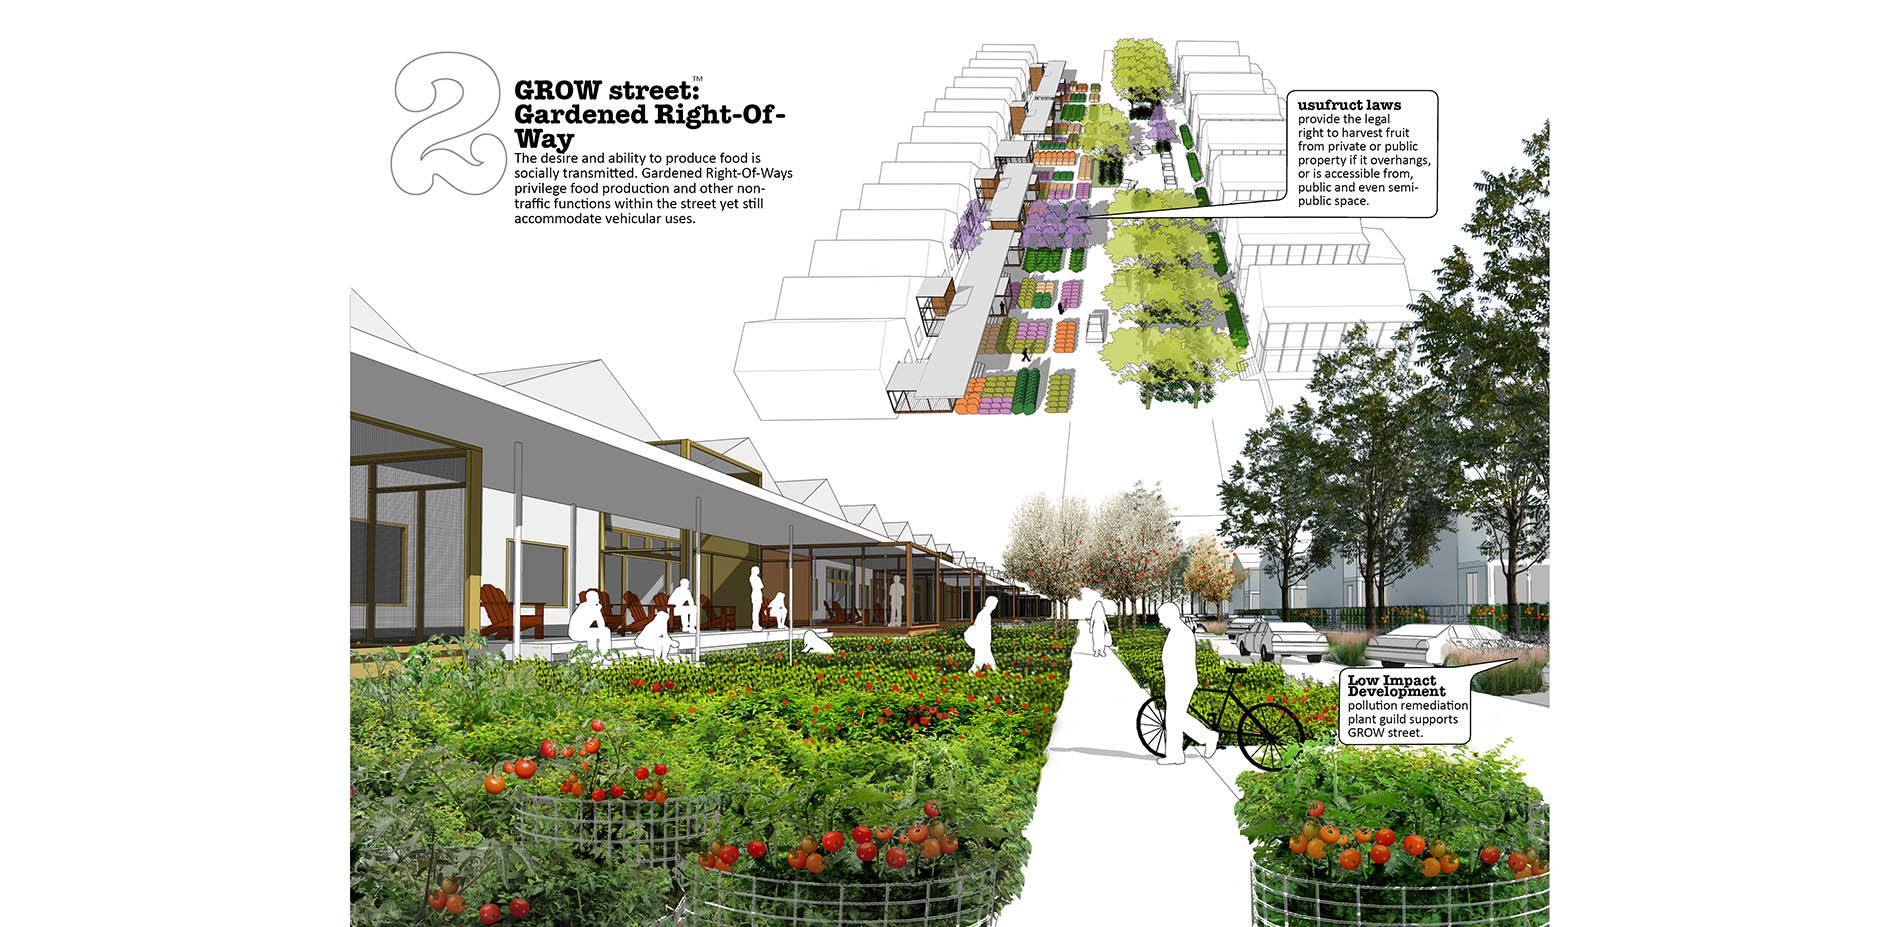 2
GROW street:™
Gardened Right-Of-
Way
The desire and ability to produce food is
socially transmitted. Gardened Right-Of-Ways
privilege food production and other non-
traffic functions within the street yet still
accommodate vehicular uses.
usufruct laws
provide the legal
right to harvest fruit
from private or public
property if it overhangs,
or is accessible from,
public and even semi-
public space.
Low Impact
Development
pollution remediation
plant guild supports
GROW street.